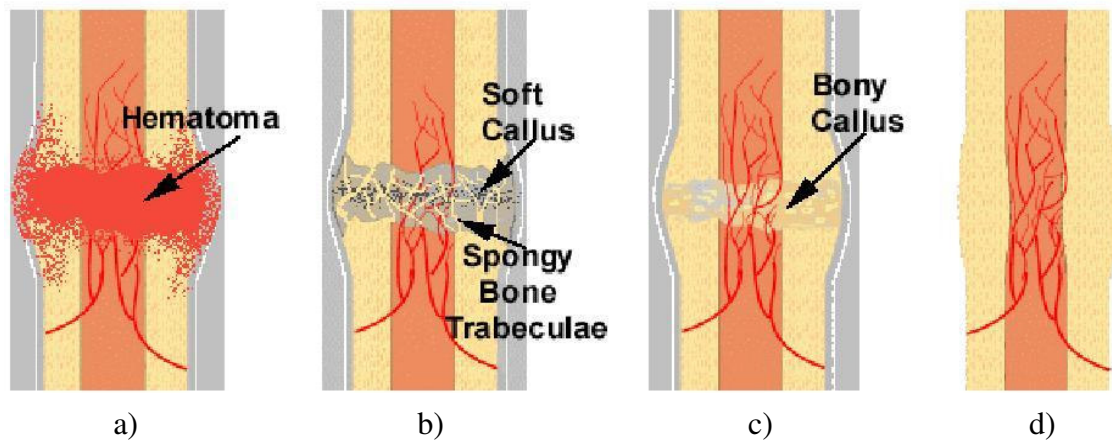 Hematoma
Soft
Callus
Spongy
Bone
Trabeculae
Bony
Callus
a)
b)
c)
d)